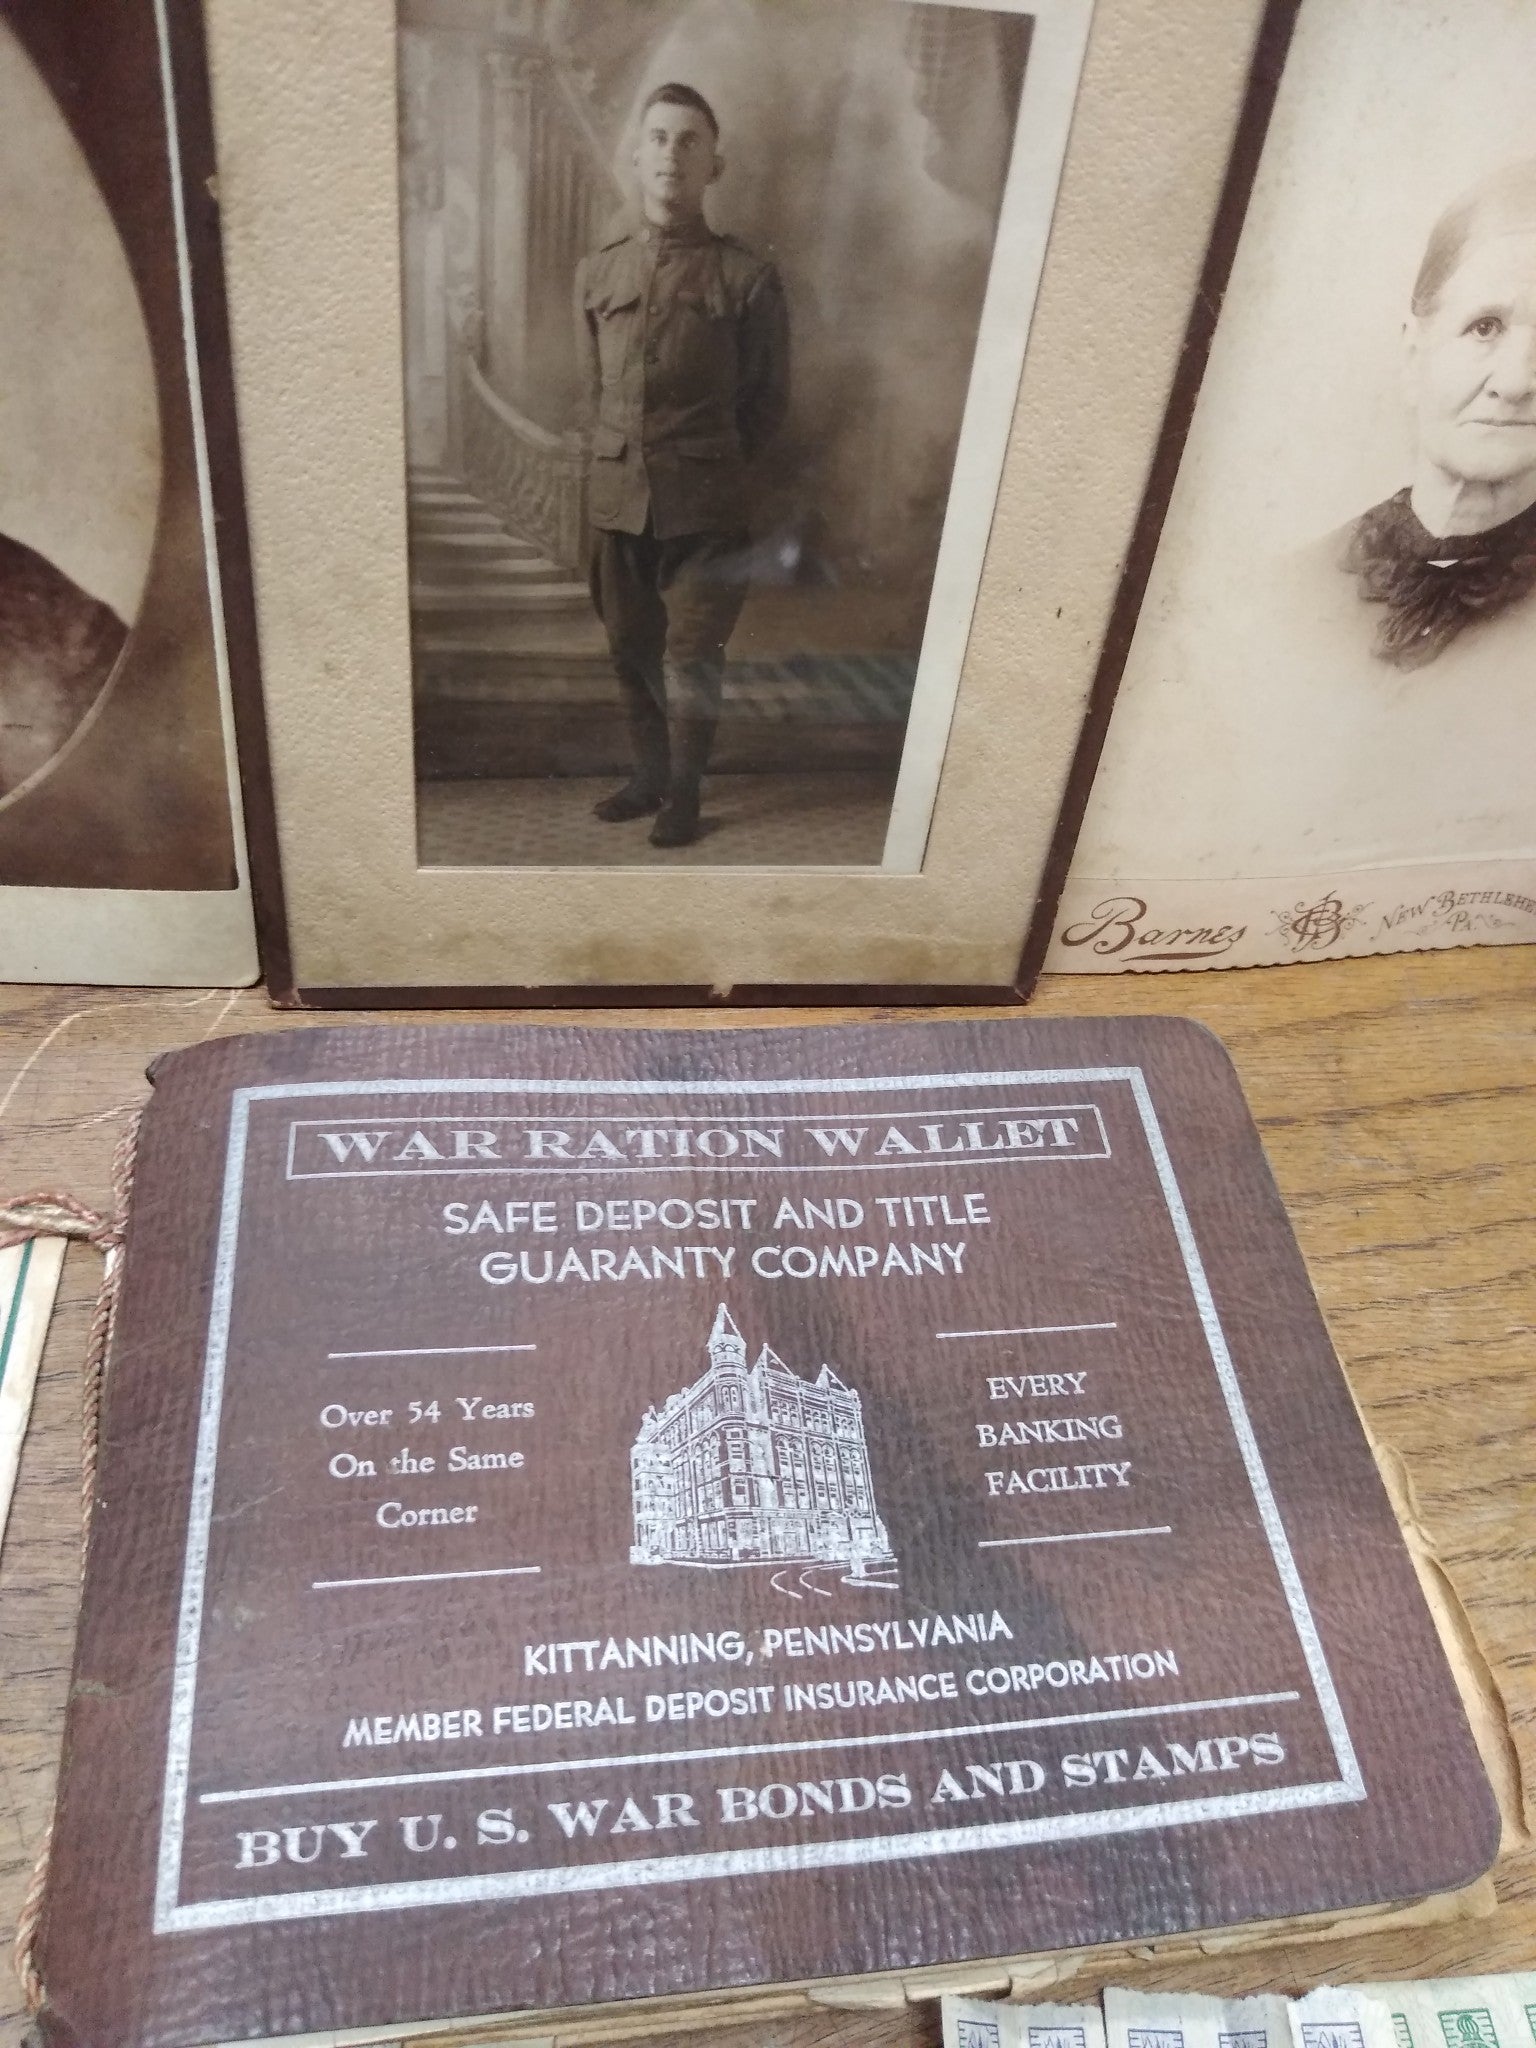 Barnes
NEW BETHLEHE
PA.
WAR RATION WALLET
SAFE DEPOSIT AND TITLE
GUARANTY COMPANY
Over 54 Years
On the Same
Corner
EVERY
BANKING
FACILITY
KITTANNING, PENNSYLVANIA
MEMBER FEDERAL DEPOSIT INSURANCE CORPORATION
BUY U. S. WAR BONDS AND STAMPS